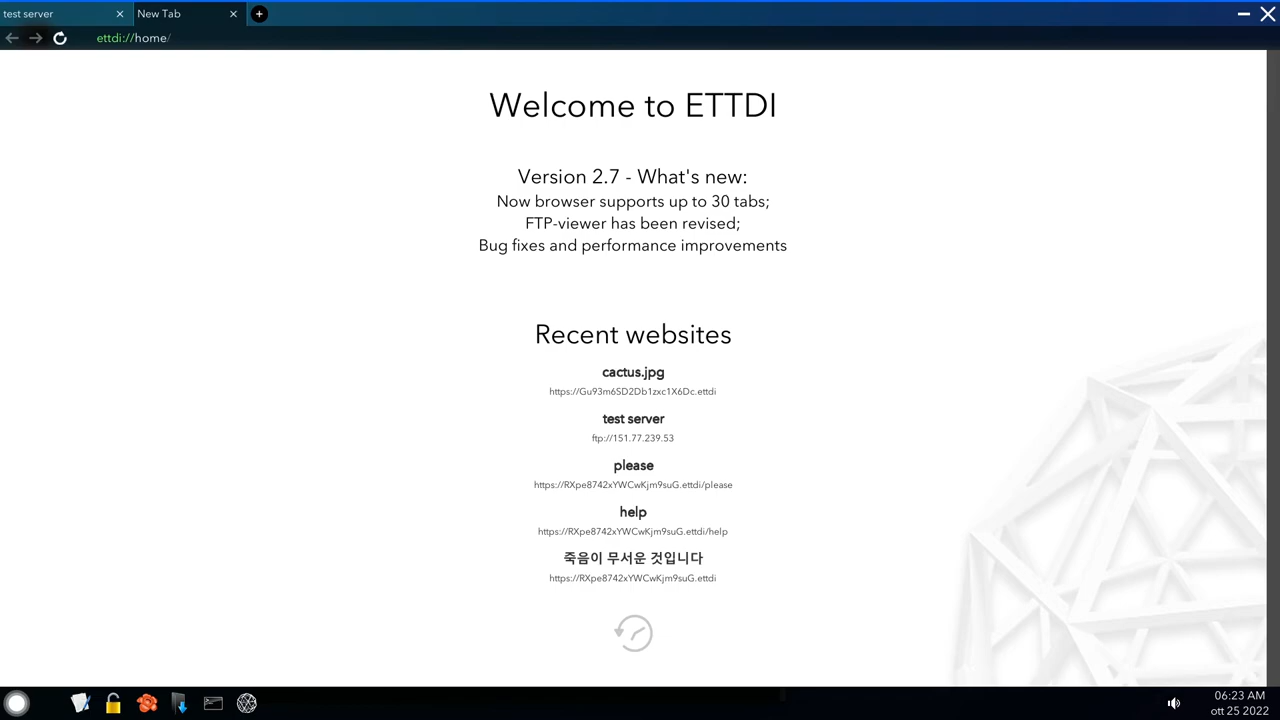 test server
New Tab
ettdi://home/
Welcome to ETTDI
Version 2.7 - What's new:
Now browser supports up to 30 tabs;
FTP-viewer has been revised;
Bug fixes and performance improvements
Recent websites
cactus.jpg
https://Gu93m6SD2Db1zxc1X6Dc.ettdi
test server
ftp://151.77.239.53
please
https://RXpe8742xYWCwKjm9suG.ettdi/please
help
https://RXpe8742xYWCwKjm9suG.ettdi/help
죽음이 무서운 것입니다
https://RXpe8742xYWCwKjm9suG.ettdi
06:23 AM
ott 25 2022